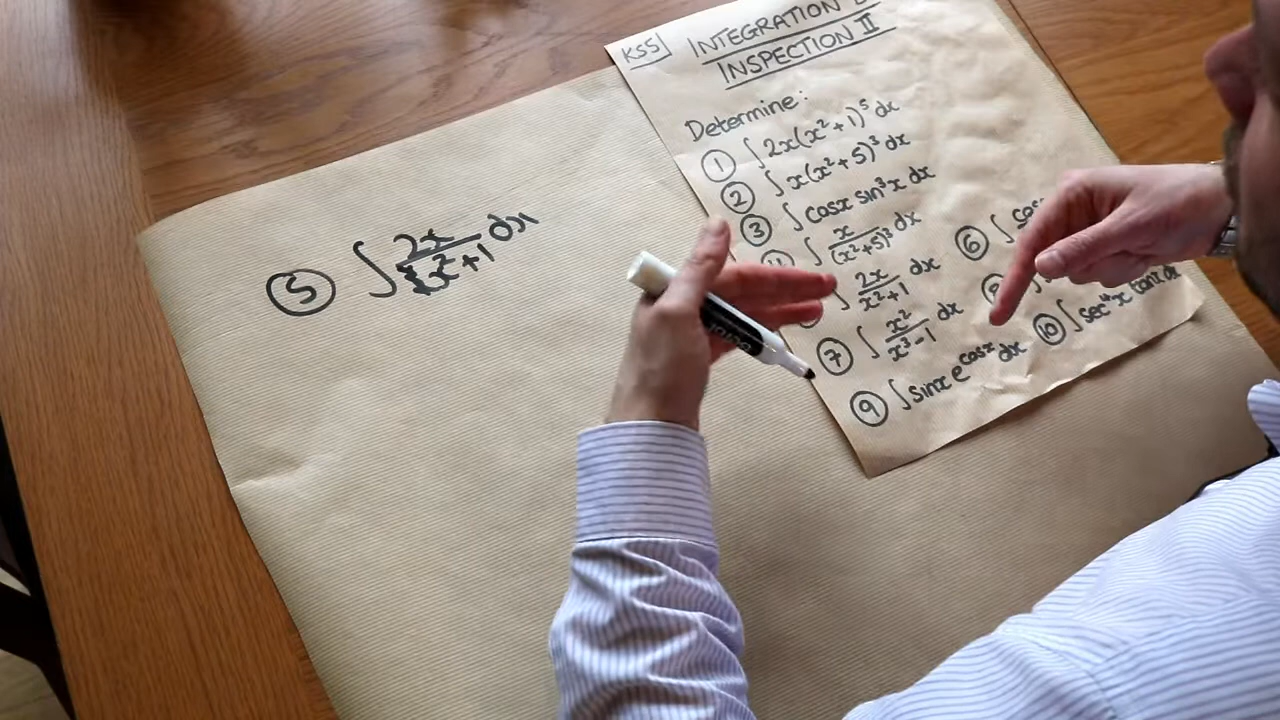 ⑤ ∫ 2x/(x²+1) dx
KS5
INTEGRATION
INSPECTION II
Determine:
① ∫ 2x(x²+1)⁵ dx
② ∫ x(x²+5)³ dx
③ ∫ cosx sin³x dx
∫ x/(x²+5)³ dx
∫ 2x/(x²+1) dx
⑥ ∫
⑦ ∫ x²/(x³-1) dx
⑨ ∫ sinx e^(cosx) dx
⑩ ∫ sec⁴x tanx dx